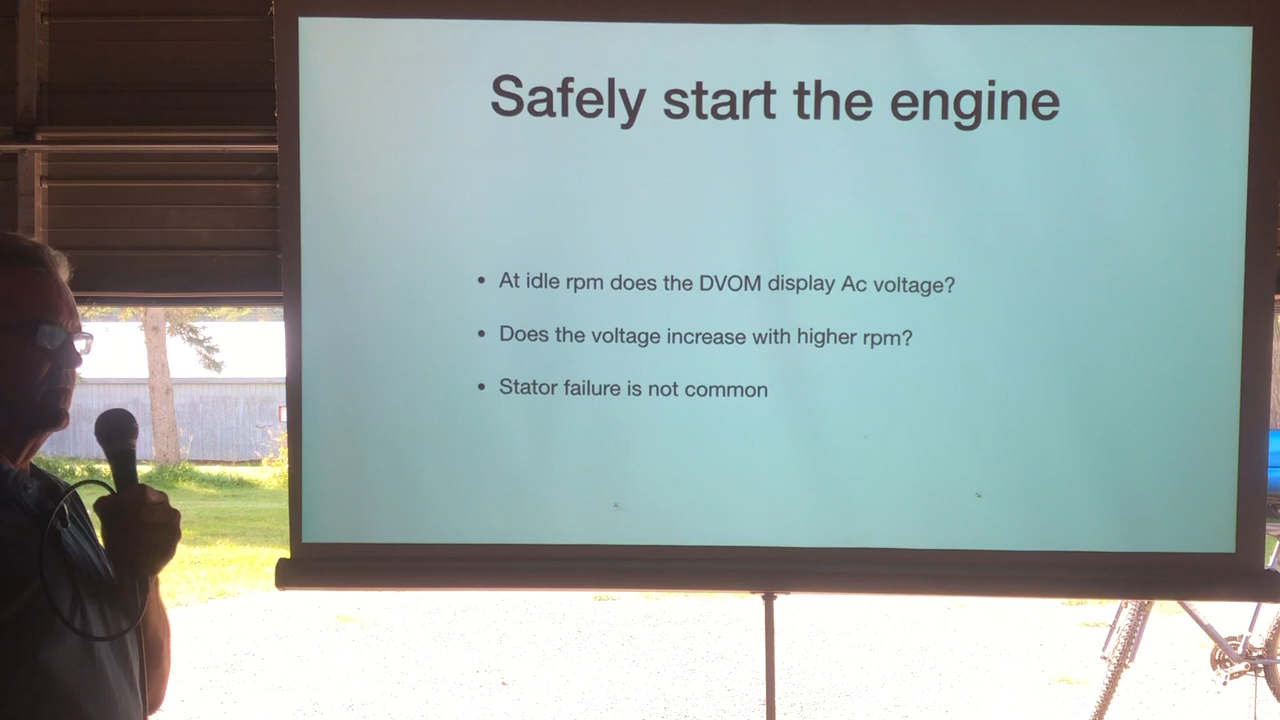 Safely start the engine
• At idle rpm does the DVOM display Ac voltage?
• Does the voltage increase with higher rpm?
• Stator failure is not common